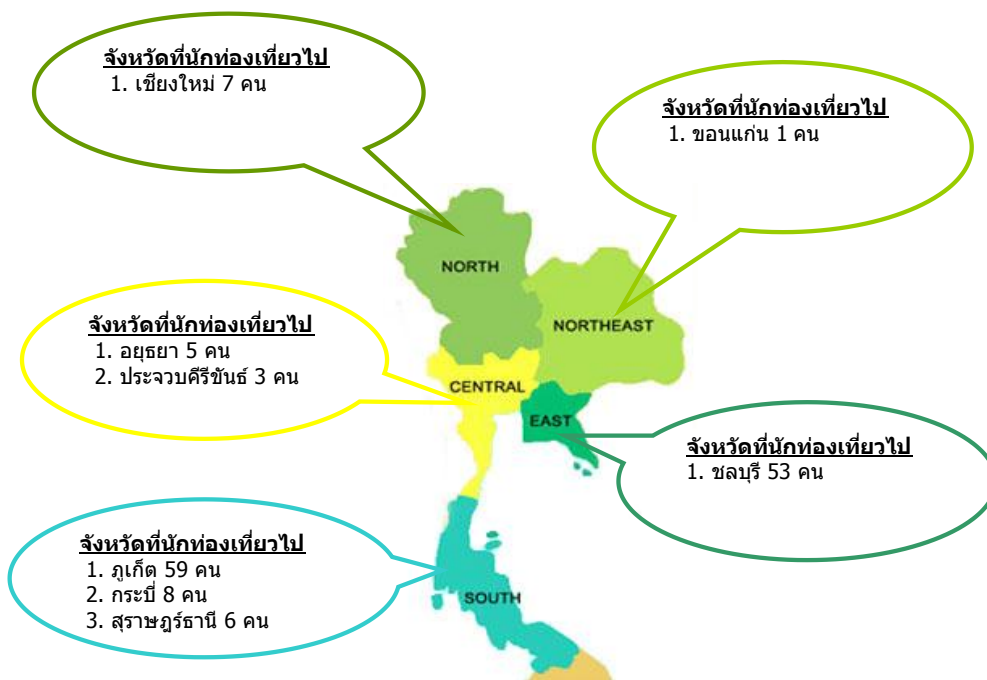 จังหวัดที่นักท่องเที่ยวไป
1. เชียงใหม่ 7 คน
จังหวัดที่นักท่องเที่ยวไป
1. ขอนแก่น 1 คน
NORTH
NORTHEAST
จังหวัดที่นักท่องเที่ยวไป
1. อยุธยา 5 คน
2. ประจวบคีรีขันธ์ 3 คน
CENTRAL
EAST
จังหวัดที่นักท่องเที่ยวไป
1. ชลบุรี 53 คน
จังหวัดที่นักท่องเที่ยวไป
1. ภูเก็ต 59 คน
2. กระบี่ 8 คน
3. สุราษฎร์ธานี 6 คน
SOUTH